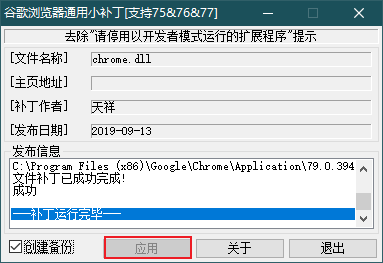 谷歌浏览器通用小补丁[支持75&76&77]
去除"请停用以开发者模式运行的扩展程序"提示
[文件名称] chrome.dll
[主页地址]
[补丁作者] 天祥
[发布日期] 2019-09-13
发布信息
C:\Program Files (x86)\Google\Chrome\Application\79.0.394
文件补丁已成功完成!
成功
---补丁运行完毕---
创建备份 应用 关于 退出